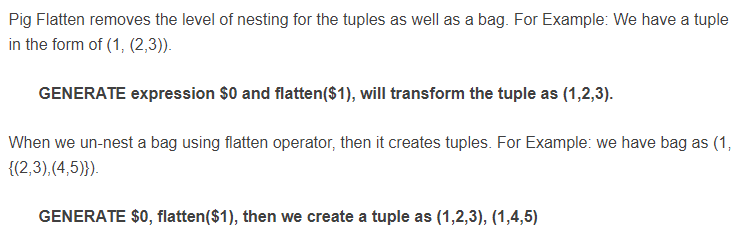 Pig Flatten removes the level of nesting for the tuples as well as a bag. For Example: We have a tuple
in the form of (1, (2,3)).
GENERATE expression $0 and flatten($1), will transform the tuple as (1,2,3).
When we un-nest a bag using flatten operator, then it creates tuples. For Example: we have bag as (1,
{(2,3),(4,5)}).
GENERATE $0, flatten($1), then we create a tuple as (1,2,3), (1,4,5)